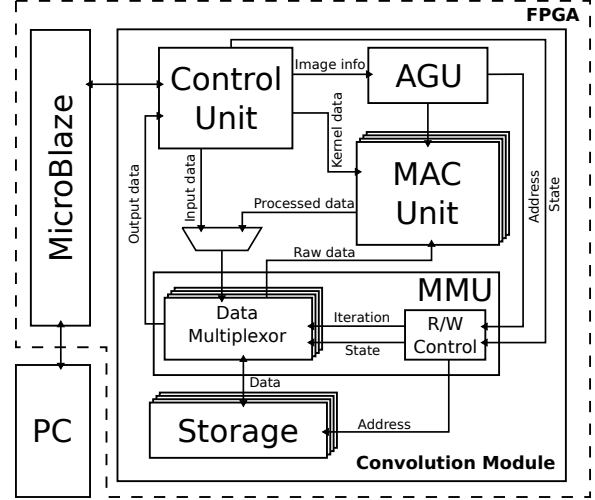 FPGA
MicroBlaze
Control
Unit
Image info
AGU
Kernel data
MAC
Unit
Address
State
Output data
Input data
Processed data
Raw data
MMU
Data
Multiplexor
Iteration
State
R/W
Control
Data
Storage
Address
PC
Convolution Module